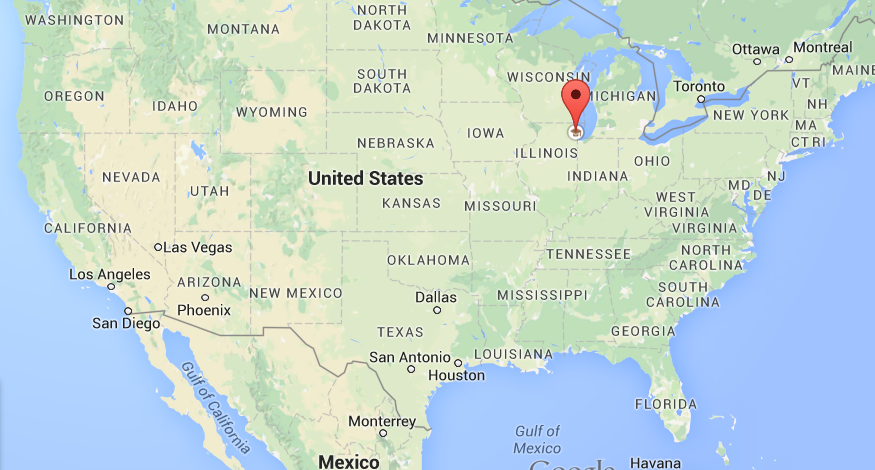 WASHINGTON
MONTANA
NORTH
DAKOTA
MINNESOTA
Ottawa
Montreal
MAINE
OREGON
IDAHO
SOUTH
DAKOTA
WISCONSIN
MICHIGAN
Toronto
VT
NH
WYOMING
NEW YORK
MA
CT RI
IOWA
NEBRASKA
ILLINOIS
OHIO
INDIANA
NEVADA
UTAH
United States
MD
NJ
DE
KANSAS
MISSOURI
WEST
VIRGINIA
VIRGINIA
CALIFORNIA
Las Vegas
OKLAHOMA
TENNESSEE
NORTH
CAROLINA
Los Angeles
ARIZONA
NEW MEXICO
Phoenix
San Diego
Dallas
MISSISSIPPI
SOUTH
CAROLINA
TEXAS
GEORGIA
San Antonio
Houston
LOUISIANA
Gulf of California
FLORIDA
Monterrey
Gulf of
Mexico
Mexico
Google
Havana